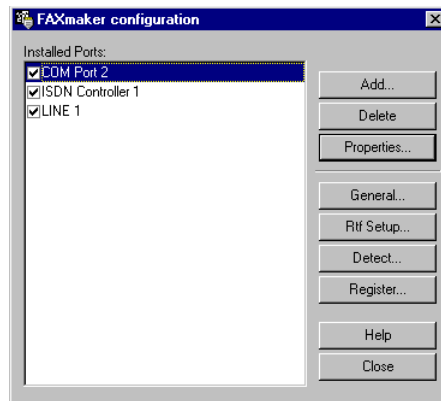 FAXmaker configuration
Installed Ports:
COM Port 2
ISDN Controller 1
LINE 1
Add...
Delete
Properties...
General...
Rtf Setup...
Detect...
Register...
Help
Close